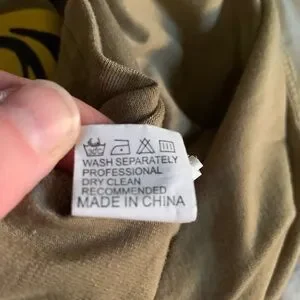 WASH SEPARATELY
PROFESSIONAL
DRY CLEAN
RECOMMENDED
MADE IN CHINA